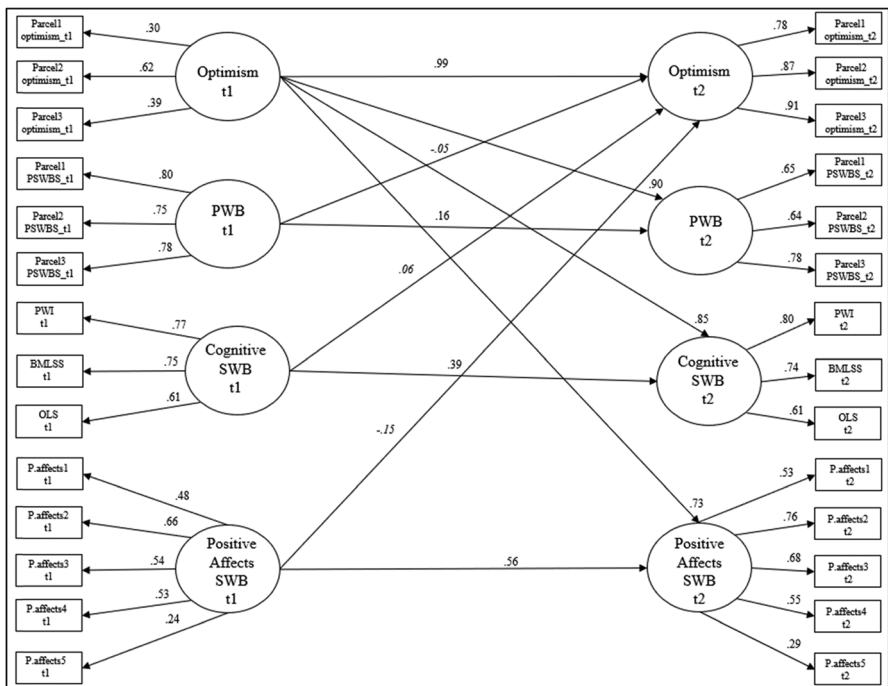 Parcel1
optimism_t1
.30
Parcel2
optimism_t1
.62
Parcel3
optimism_t1
.39
Optimism
t1
.99
Optimism
t2
.78
Parcel1
optimism_t2
.87
Parcel2
optimism_t2
.91
Parcel3
optimism_t2
Parcel1
PSWBS_t1
.80
Parcel2
PSWBS_t1
.75
Parcel3
PSWBS_t1
.78
PWB
t1
-.05
.16
.90
PWB
t2
.65
Parcel1
PSWBS_t2
.64
Parcel2
PSWBS_t2
.78
Parcel3
PSWBS_t2
PWI
t1
.77
BMLSS
t1
.75
OLS
t1
.61
Cognitive
SWB
t1
.06
.39
.85
Cognitive
SWB
t2
.80
PWI
t2
.74
BMLSS
t2
.61
OLS
t2
P.affects1
t1
.48
P.affects2
t1
.66
P.affects3
t1
.54
P.affects4
t1
.53
P.affects5
t1
.24
Positive
Affects
SWB
t1
-.15
.56
.73
Positive
Affects
SWB
t2
.53
P.affects1
t2
.76
P.affects2
t2
.68
P.affects3
t2
.55
P.affects4
t2
.29
P.affects5
t2